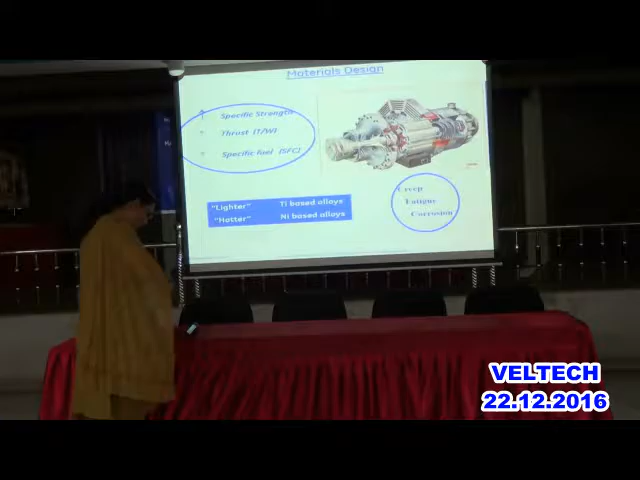 Materials Design
Specific Strength
Thrust (T/W)
Specific fuel (SFC)
"Lighter" Ti based alloys
"Hotter" Ni based alloys
Creep
Fatigue
Corrosion
VELTECH
22.12.2016